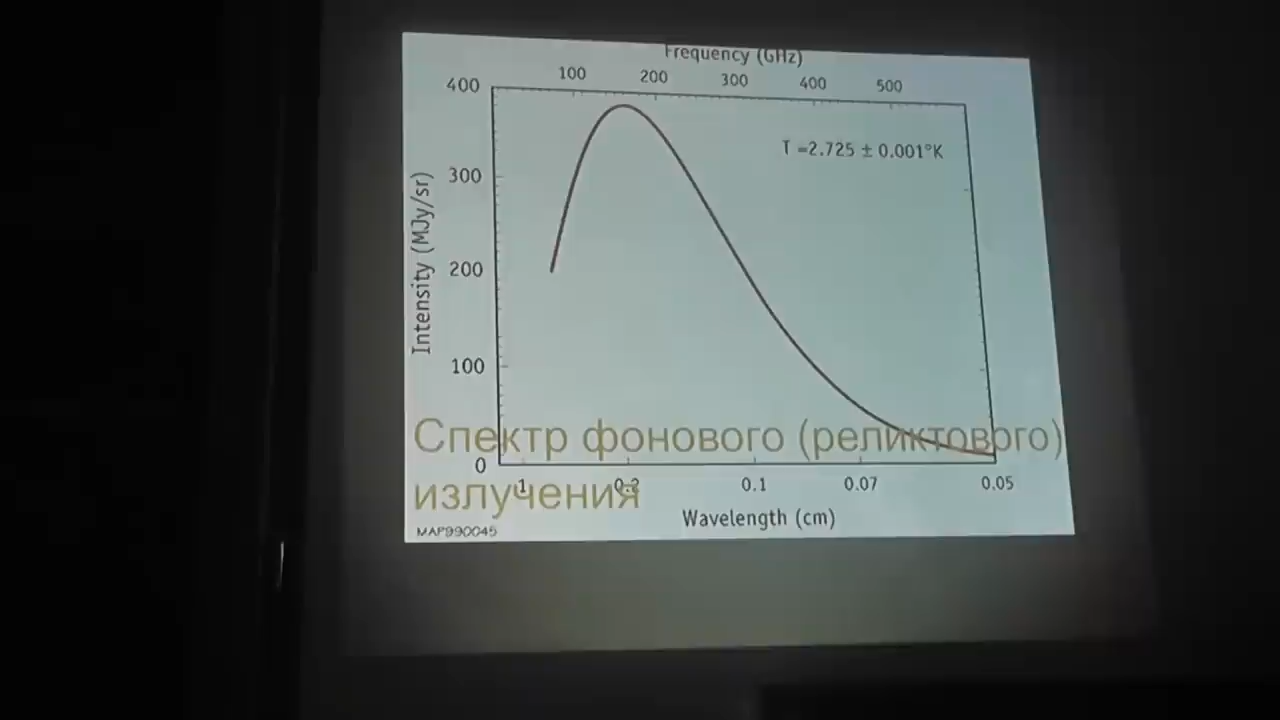 Frequency (GHz)
100 200 300 400 500
400
T =2.725 ± 0.001°K
300
Intensity (MJy/sr)
200
100
Спектр фонового (реликтового)
0
излучения
1 0.2 0.1 0.07 0.05
Wavelength (cm)
MAP990045